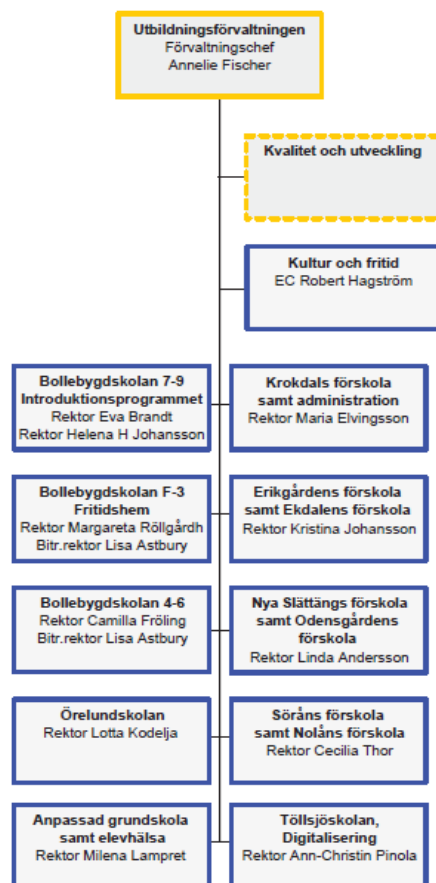 Utbildningsförvaltningen
Förvaltningschef
Annelie Fischer
Kvalitet och utveckling
Kultur och fritid
EC Robert Hagström
Bollebygdskolan 7-9
Introduktionsprogrammet
Rektor Eva Brandt
Rektor Helena H Johansson
Krokdals förskola
samt administration
Rektor Maria Elvingsson
Bollebygdskolan F-3
Fritidshem
Rektor Margareta Röllgårdh
Bitr.rektor Lisa Astbury
Erikgårdens förskola
samt Ekdalens förskola
Rektor Kristina Johansson
Bollebygdskolan 4-6
Rektor Camilla Fröling
Bitr.rektor Lisa Astbury
Nya Slättängs förskola
samt Odensgårdens
förskola
Rektor Linda Andersson
Örelundskolan
Rektor Lotta Kodelja
Söråns förskola
samt Nolåns förskola
Rektor Cecilia Thor
Anpassad grundskola
samt elevhälsa
Rektor Milena Lampret
Töllsjöskolan,
Digitalisering
Rektor Ann-Christin Pinola